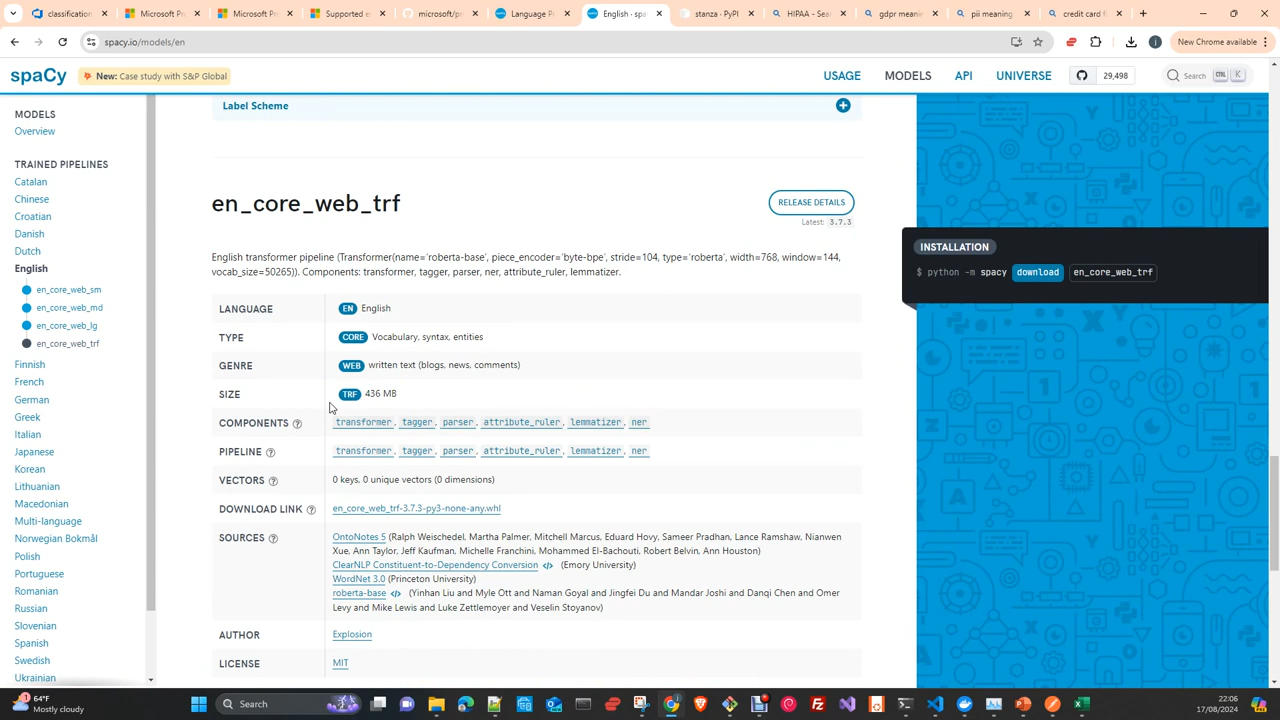 classification
Microsoft Pr
Microsoft Pr
Supported e
microsoft/pr
Language P
English · spa
stanza · PyPI
HIPAA - Sea
gdpr meani
pii meaning
credit card f
spacy.io/models/en
New Chrome available
spaCy
New: Case study with S&P Global
USAGE
MODELS
API
UNIVERSE
29,498
Search
CTRL
K
MODELS
Overview
TRAINED PIPELINES
Catalan
Chinese
Croatian
Danish
Dutch
English
en_core_web_sm
en_core_web_md
en_core_web_lg
en_core_web_trf
Finnish
French
German
Greek
Italian
Japanese
Korean
Lithuanian
Macedonian
Multi-language
Norwegian Bokmål
Polish
Portuguese
Romanian
Russian
Slovenian
Spanish
Swedish
Ukrainian
Label Scheme
en_core_web_trf
RELEASE DETAILS
Latest: 3.7.3
English transformer pipeline (Transformer(name='roberta-base', piece_encoder='byte-bpe', stride=104, type='roberta', width=768, window=144,
vocab_size=50265)). Components: transformer, tagger, parser, ner, attribute_ruler, lemmatizer.
LANGUAGE EN English
TYPE CORE Vocabulary, syntax, entities
GENRE WEB written text (blogs, news, comments)
SIZE TRF 436 MB
COMPONENTS ? transformer, tagger, parser, attribute_ruler, lemmatizer, ner
PIPELINE ? transformer, tagger, parser, attribute_ruler, lemmatizer, ner
VECTORS ? 0 keys, 0 unique vectors (0 dimensions)
DOWNLOAD LINK ? en_core_web_trf-3.7.3-py3-none-any.whl
SOURCES ? OntoNotes 5 (Ralph Weischedel, Martha Palmer, Mitchell Marcus, Eduard Hovy, Sameer Pradhan, Lance Ramshaw, Nianwen
Xue, Ann Taylor, Jeff Kaufman, Michelle Franchini, Mohammed El-Bachouti, Robert Belvin, Ann Houston)
ClearNLP Constituent-to-Dependency Conversion </> (Emory University)
WordNet 3.0 (Princeton University)
roberta-base </> (Yinhan Liu and Myle Ott and Naman Goyal and Jingfei Du and Mandar Joshi and Danqi Chen and Omer
Levy and Mike Lewis and Luke Zettlemoyer and Veselin Stoyanov)
AUTHOR Explosion
LICENSE MIT
INSTALLATION
$ python -m spacy download en_core_web_trf
64°F
Mostly cloudy
Search
22:06
17/08/2024